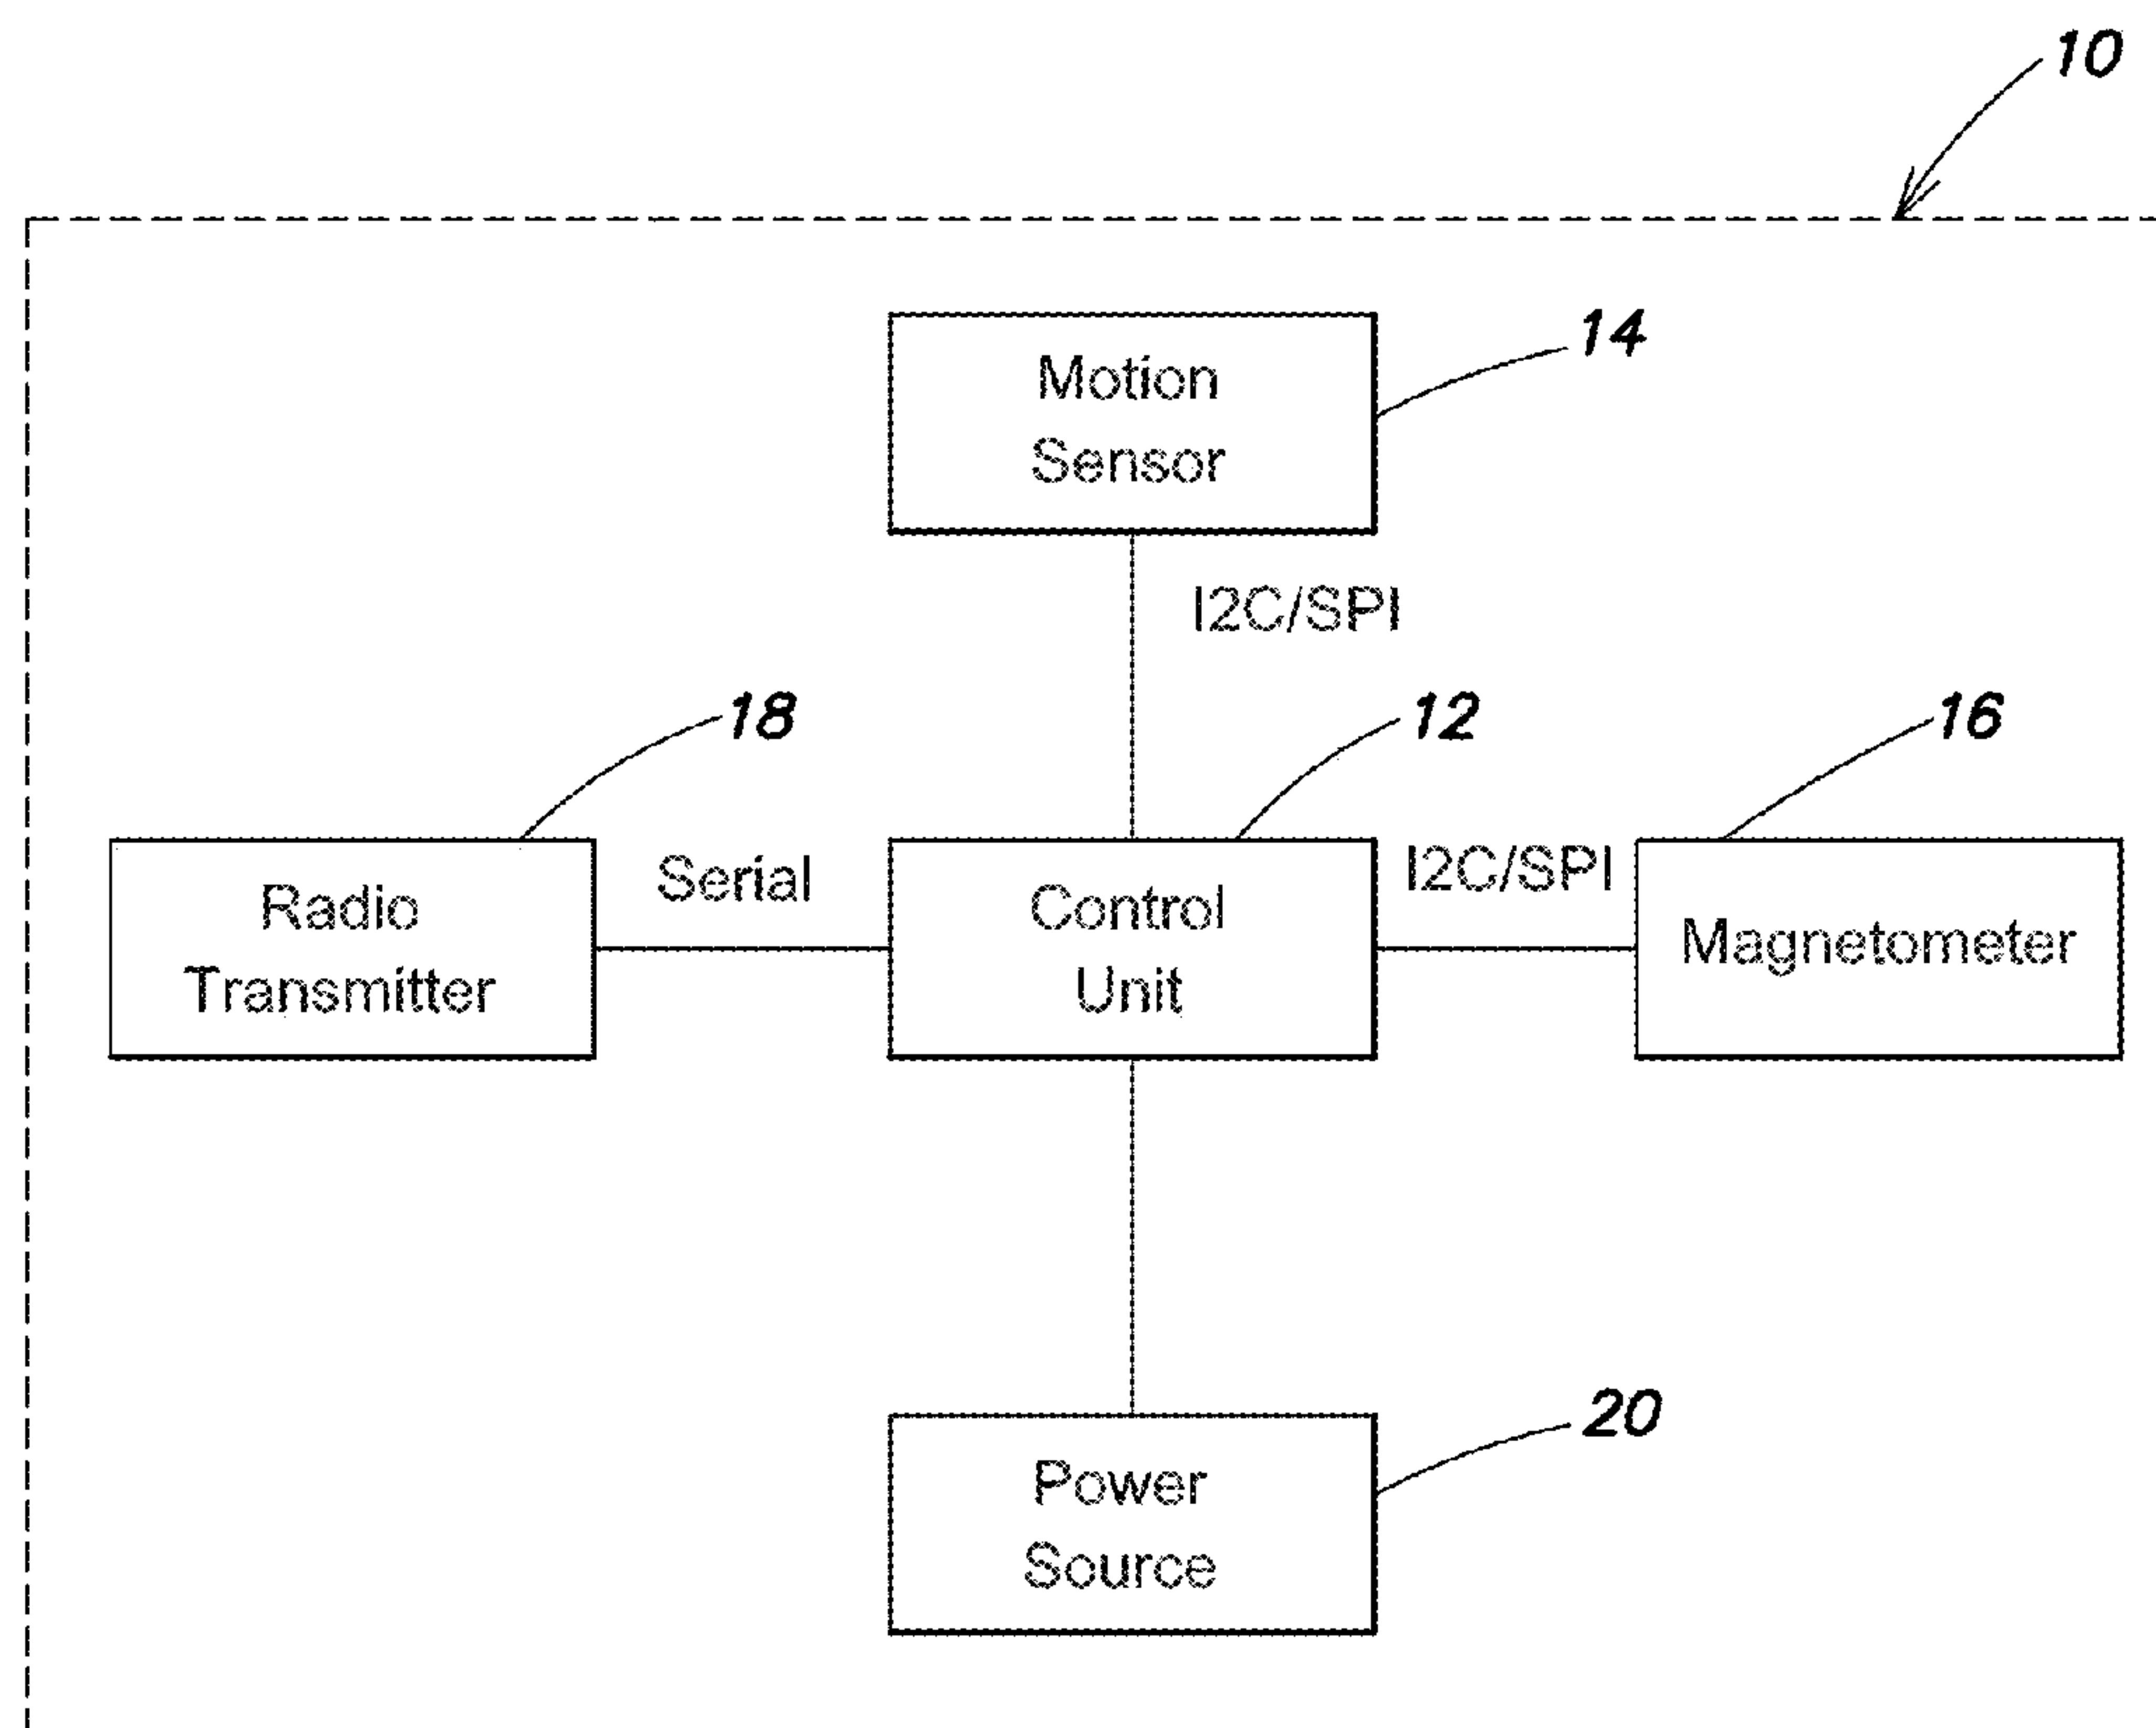 10
Motion
Sensor
14
I2C/SPI
18
12
16
Radio
Transmitter
Serial
Control
Unit
I2C/SPI
Magnetometer
Power
Source
20